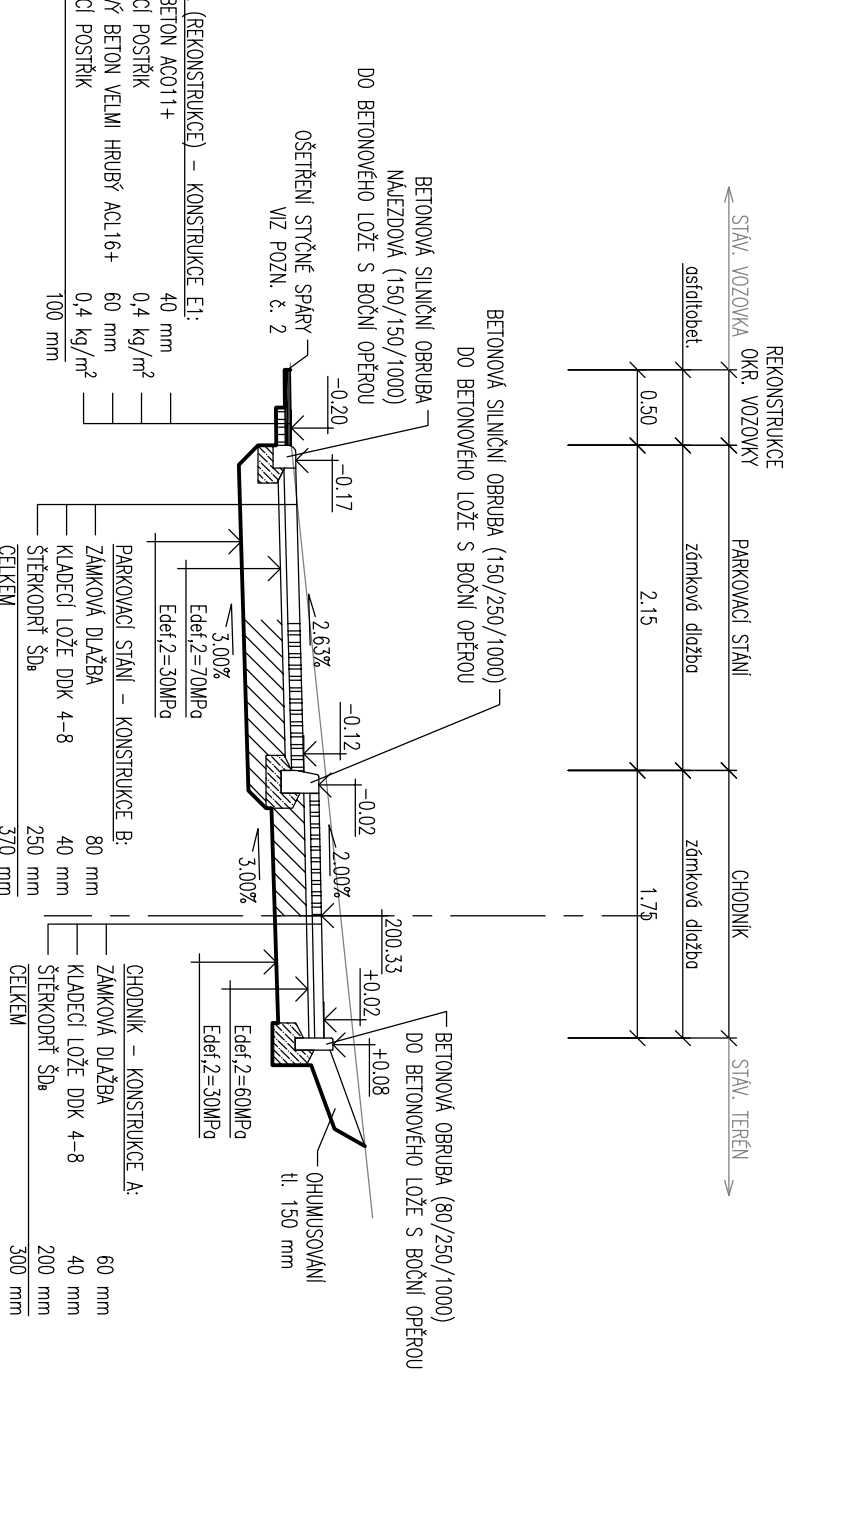 STÁV. VOZOVKA
REKONSTRUKCE
OKR. VOZOVKY
PARKOVACÍ STÁNÍ
CHODNÍK
STÁV. TERÉN
asfaltobet.
zámková dlažba
zámková dlažba
0.50
2.15
1.75
BETONOVÁ SILNIČNÍ OBRUBA (150/250/1000)
DO BETONOVÉHO LOŽE S BOČNÍ OPĚROU
BETONOVÁ SILNIČNÍ OBRUBA
NÁJEZDOVÁ (150/150/1000)
DO BETONOVÉHO LOŽE S BOČNÍ OPĚROU
OŠETŘENÍ STYČNÉ SPÁRY
VIZ POZN. č. 2
BETONOVÁ OBRUBA (80/250/1000)
DO BETONOVÉHO LOŽE S BOČNÍ OPĚROU
OHUMUSOVÁNÍ
tl. 150 mm
-0.20
-0.17
-0.12
-0.02
200.33
+0.02
+0.08
2.63%
2.00%
3.00%
3.00%
Edef,2=70MPa
Edef,2=30MPa
Edef,2=60MPa
Edef,2=30MPa
(REKONSTRUKCE) – KONSTRUKCE E1:
BETON ACO11+ 40 mm
CÍ POSTŘIK 0,4 kg/m²
VÝ BETON VELMI HRUBÝ ACL16+ 60 mm
CÍ POSTŘIK 0,4 kg/m²
100 mm
PARKOVACÍ STÁNÍ – KONSTRUKCE B:
ZÁMKOVÁ DLAŽBA 80 mm
KLADECÍ LOŽE DDK 4-8 40 mm
ŠTĚRKODRŤ ŠDB 250 mm
CELKEM 370 mm
CHODNÍK – KONSTRUKCE A:
ZÁMKOVÁ DLAŽBA 60 mm
KLADECÍ LOŽE DDK 4-8 40 mm
ŠTĚRKODRŤ ŠDB 200 mm
CELKEM 300 mm